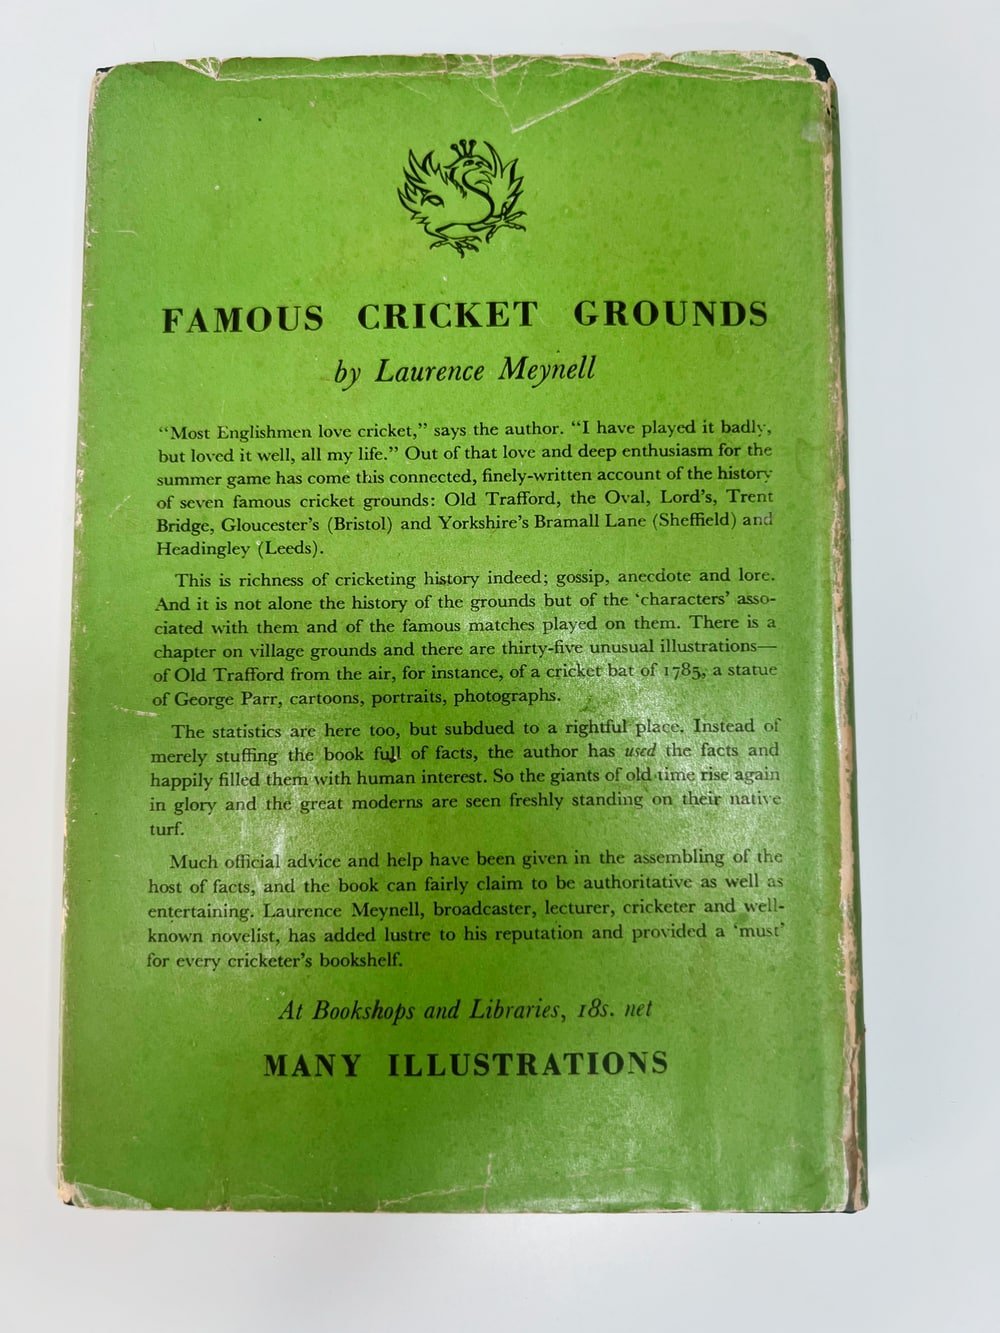 FAMOUS CRICKET GROUNDS
by Laurence Meynell
“Most Englishmen love cricket,” says the author. “I have played it badly,
but loved it well, all my life.” Out of that love and deep enthusiasm for the
summer game has come this connected, finely-written account of the history
of seven famous cricket grounds: Old Trafford, the Oval, Lord’s, Trent
Bridge, Gloucester’s (Bristol) and Yorkshire’s Bramall Lane (Sheffield) and
Headingley (Leeds).
This is richness of cricketing history indeed; gossip, anecdote and lore.
And it is not alone the history of the grounds but of the ‘characters’ asso-
ciated with them and of the famous matches played on them. There is a
chapter on village grounds and there are thirty-five unusual illustrations—
of Old Trafford from the air, for instance, of a cricket bat of 1785, a statue
of George Parr, cartoons, portraits, photographs.
The statistics are here too, but subdued to a rightful place. Instead of
merely stuffing the book full of facts, the author has used the facts and
happily filled them with human interest. So the giants of old time rise again
in glory and the great moderns are seen freshly standing on their native
turf.
Much official advice and help have been given in the assembling of the
host of facts, and the book can fairly claim to be authoritative as well as
entertaining. Laurence Meynell, broadcaster, lecturer, cricketer and well-
known novelist, has added lustre to his reputation and provided a ‘must’
for every cricketer’s bookshelf.
At Bookshops and Libraries, 18s. net
MANY ILLUSTRATIONS